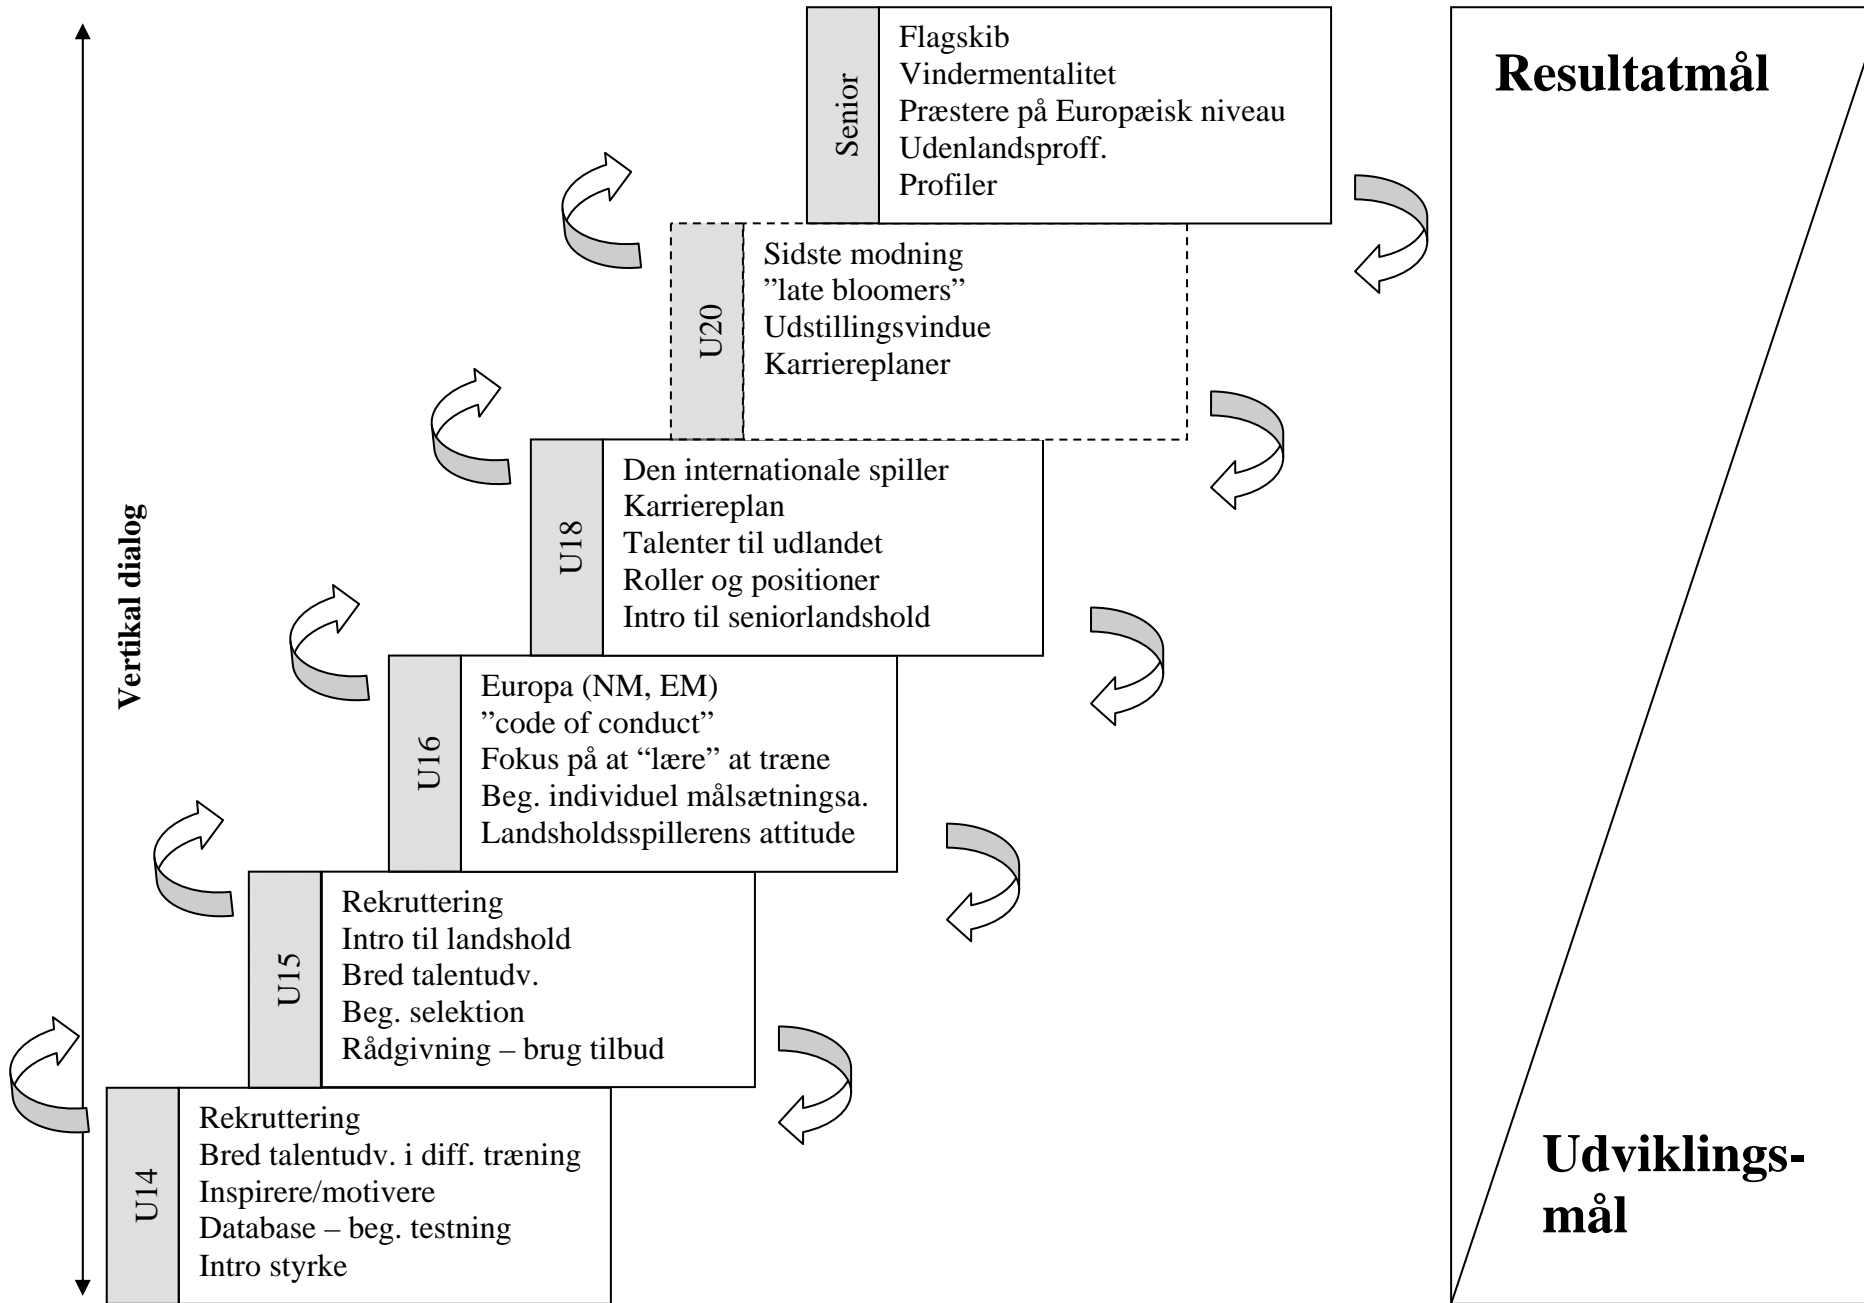 Senior
Flagskib
Vindermentalitet
Præstere på Europæisk niveau
Udenlandsproff.
Profiler
Resultatmål
U20
Sidste modning
”late bloomers”
Udstillingsvindue
Karriereplaner
U18
Den internationale spiller
Karriereplan
Talenter til udlandet
Roller og positioner
Intro til seniorlandshold
Vertikal dialog
U16
Europa (NM, EM)
”code of conduct”
Fokus på at “lære” at træne
Beg. individuel målsætningsa.
Landsholdsspillerens attitude
U15
Rekruttering
Intro til landshold
Bred talentudv.
Beg. selektion
Rådgivning – brug tilbud
U14
Rekruttering
Bred talentudv. i diff. træning
Inspirere/motivere
Database – beg. testning
Intro styrke
Udviklings-
mål